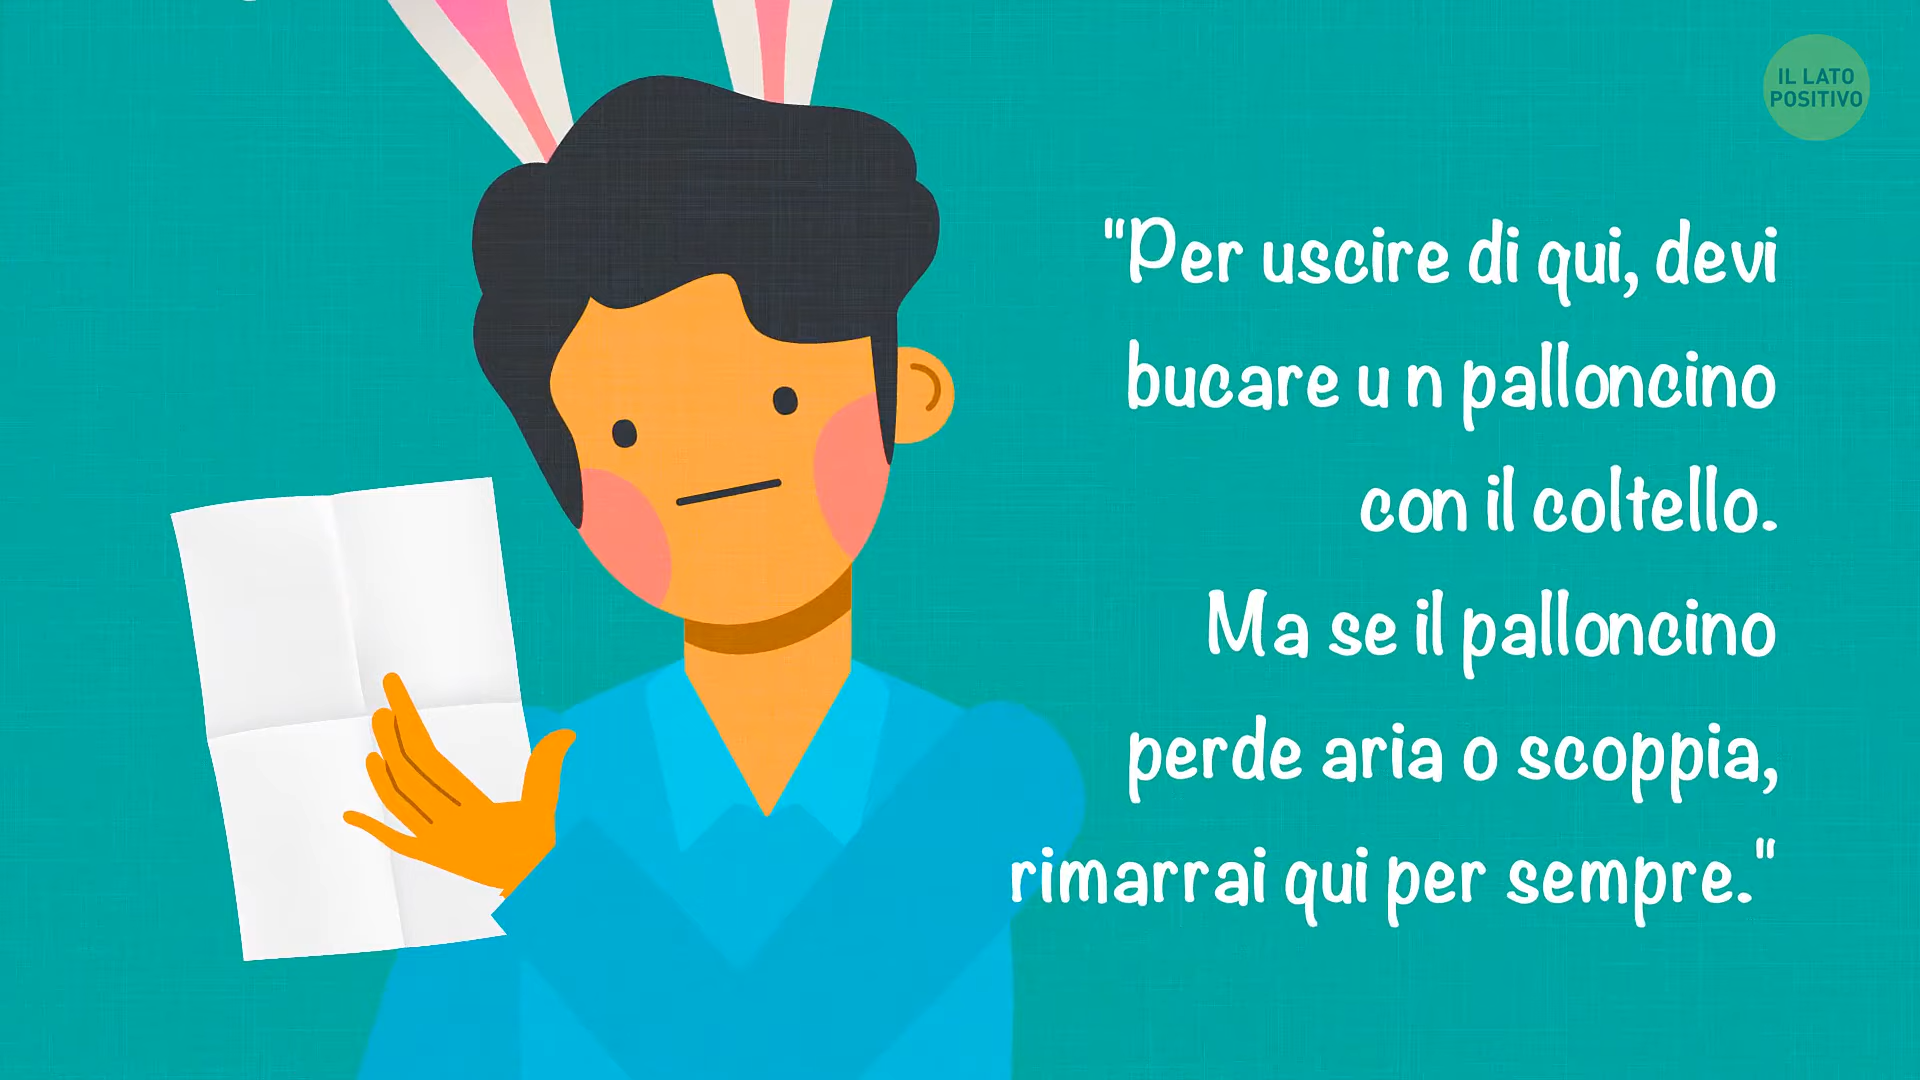 IL LATO
POSITIVO
"Per uscire di qui, devi
bucare u n palloncino
con il coltello.
Ma se il palloncino
perde aria o scoppia,
rimarrai qui per sempre."